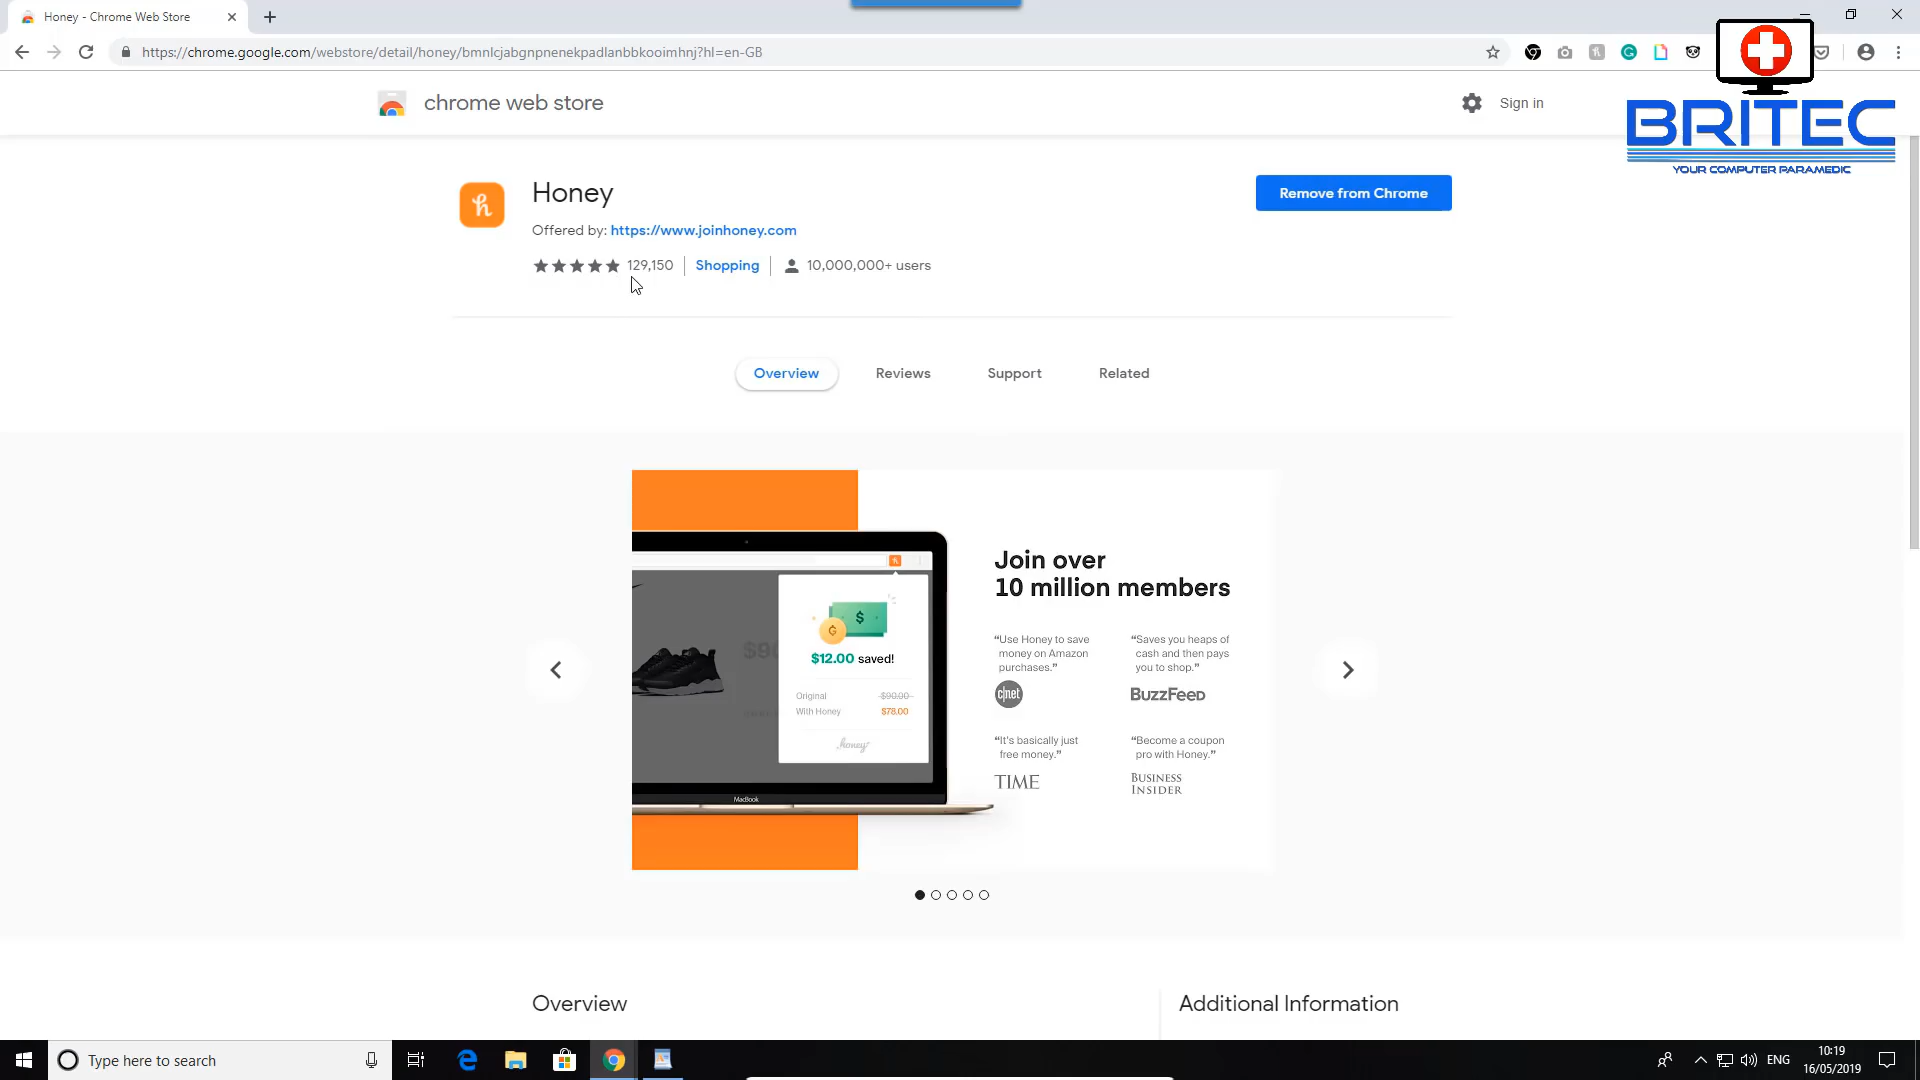 Honey - Chrome Web Store
https://chrome.google.com/webstore/detail/honey/bmnlcjabgnpnenekpadlanbbkooimhnj?hl=en-GB
chrome web store
Sign in
BRITEC
YOUR COMPUTER PARAMEDIC
Honey
Remove from Chrome
Offered by: https://www.joinhoney.com
129,150
Shopping
10,000,000+ users
Overview
Reviews
Support
Related
Join over
10 million members
“Use Honey to save
money on Amazon
purchases.”
c|net
“Saves you heaps of
cash and then pays
you to shop.”
BuzzFeed
“It's basically just
free money.”
TIME
“Become a coupon
pro with Honey.”
BUSINESS
INSIDER
$12.00 saved!
Original $90.00
With Honey $78.00
honey
MacBook
Overview
Additional Information
Type here to search
ENG
10:19
16/05/2019